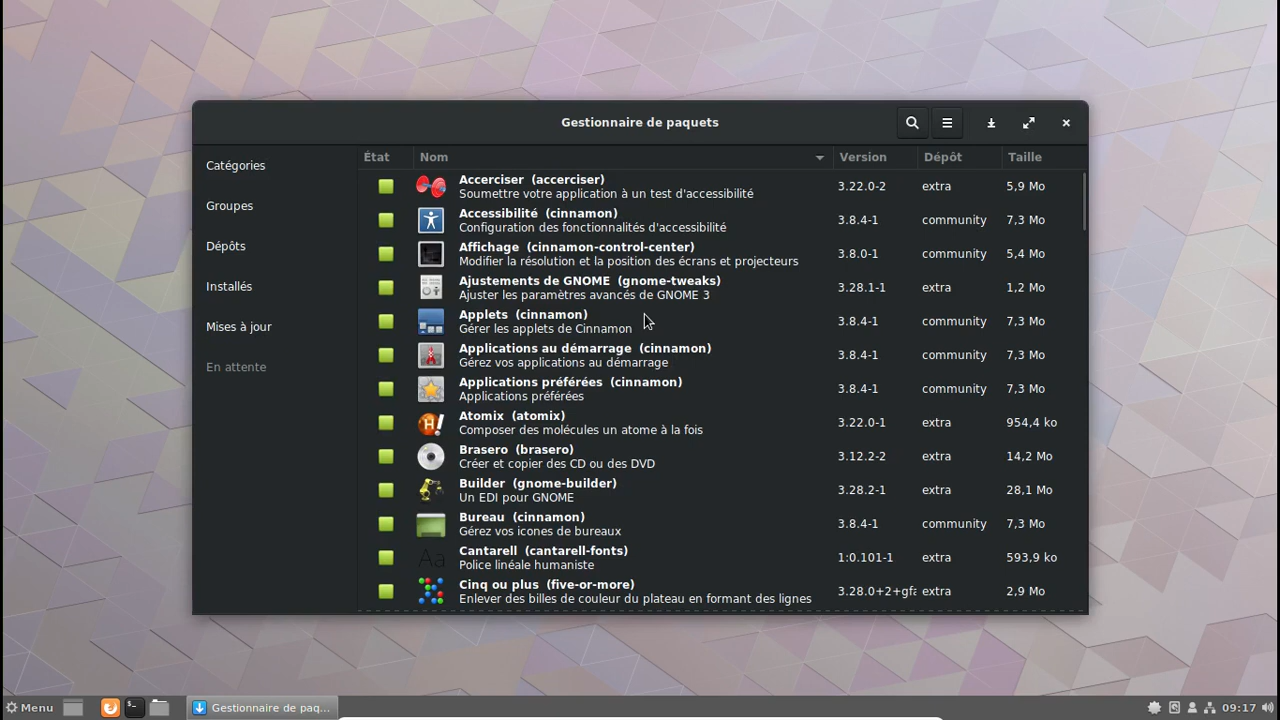 Gestionnaire de paquets
Catégories
Groupes
Dépôts
Installés
Mises à jour
En attente
État Nom Version Dépôt Taille
Accerciser (accerciser)
Soumettre votre application à un test d'accessibilité
3.22.0-2 extra 5,9 Mo
Accessibilité (cinnamon)
Configuration des fonctionnalités d'accessibilité
3.8.4-1 community 7,3 Mo
Affichage (cinnamon-control-center)
Modifier la résolution et la position des écrans et projecteurs
3.8.0-1 community 5,4 Mo
Ajustements de GNOME (gnome-tweaks)
Ajuster les paramètres avancés de GNOME 3
3.28.1-1 extra 1,2 Mo
Applets (cinnamon)
Gérer les applets de Cinnamon
3.8.4-1 community 7,3 Mo
Applications au démarrage (cinnamon)
Gérez vos applications au démarrage
3.8.4-1 community 7,3 Mo
Applications préférées (cinnamon)
Applications préférées
3.8.4-1 community 7,3 Mo
Atomix (atomix)
Composer des molécules un atome à la fois
3.22.0-1 extra 954,4 ko
Brasero (brasero)
Créer et copier des CD ou des DVD
3.12.2-2 extra 14,2 Mo
Builder (gnome-builder)
Un EDI pour GNOME
3.28.2-1 extra 28,1 Mo
Bureau (cinnamon)
Gérez vos icones de bureaux
3.8.4-1 community 7,3 Mo
Aa
Cantarell (cantarell-fonts)
Police linéale humaniste
1:0.101-1 extra 593,9 ko
Cinq ou plus (five-or-more)
Enlever des billes de couleur du plateau en formant des lignes
3.28.0+2+gfa extra 2,9 Mo
Menu
Gestionnaire de paq...
09:17